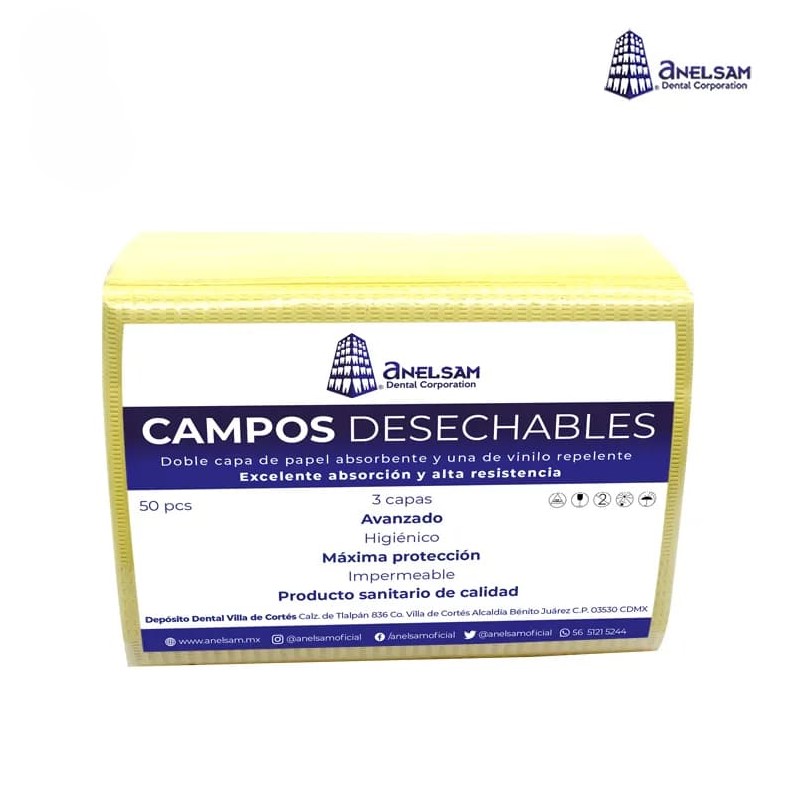 aNELSAM
Dental Corporation
aNELSAM
Dental Corporation
CAMPOS DESECHABLES
Doble capa de papel absorbente y una de vinilo repelente
Excelente absorción y alta resistencia
50 pcs
3 capas
2
Avanzado
Higiénico
Máxima protección
Impermeable
Producto sanitario de calidad
Depósito Dental Villa de Cortés Calz. de Tlalpán 836 Co. Villa de Cortés Alcaldía Bénito Juárez C.P. 03530 CDMX
www.anelsam.mx @anelsamoficial /anelsamoficial @anelsamoficial 56 5121 5244